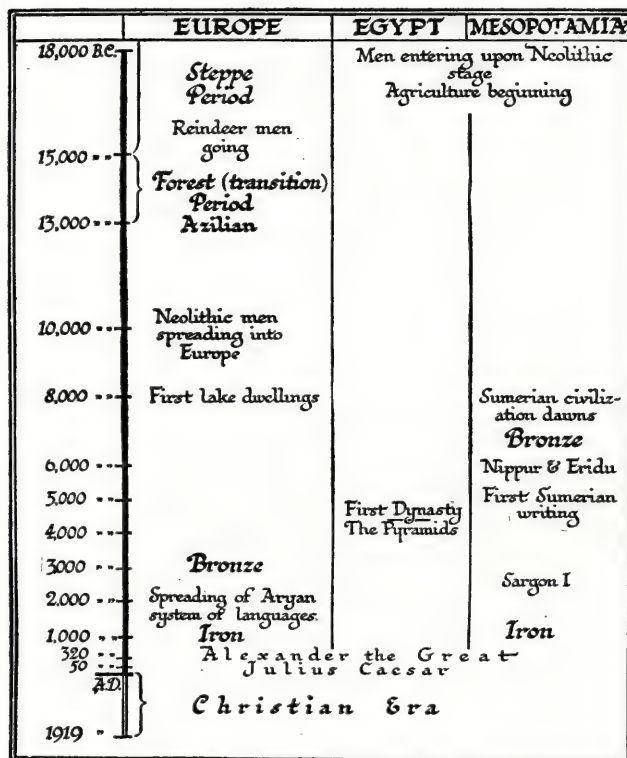 EUROPE EGYPT MESOPOTAMIA
18,000 B.C. Men entering upon Neolithic
Steppe stage
Period Agriculture beginning
Reindeer men
going
15,000 " "
Forest (transition)
Period
13,000 " " Azilian
10,000 " " Neolithic men
spreading into
Europe
8,000 " " First lake dwellings Sumerian civiliz-
ation dawns
Bronze
6,000 " " Nippur & Eridu
5,000 " " First Dynasty First Sumerian
The Pyramids writing
4,000 " "
3,000 " " Bronze
Sargon I
2,000 " " Spreading of Aryan
system of languages.
1,000 " " Iron Iron
320 " " Alexander the Great
50 " " Julius Caesar
A.D.
Christian Era
1919 "